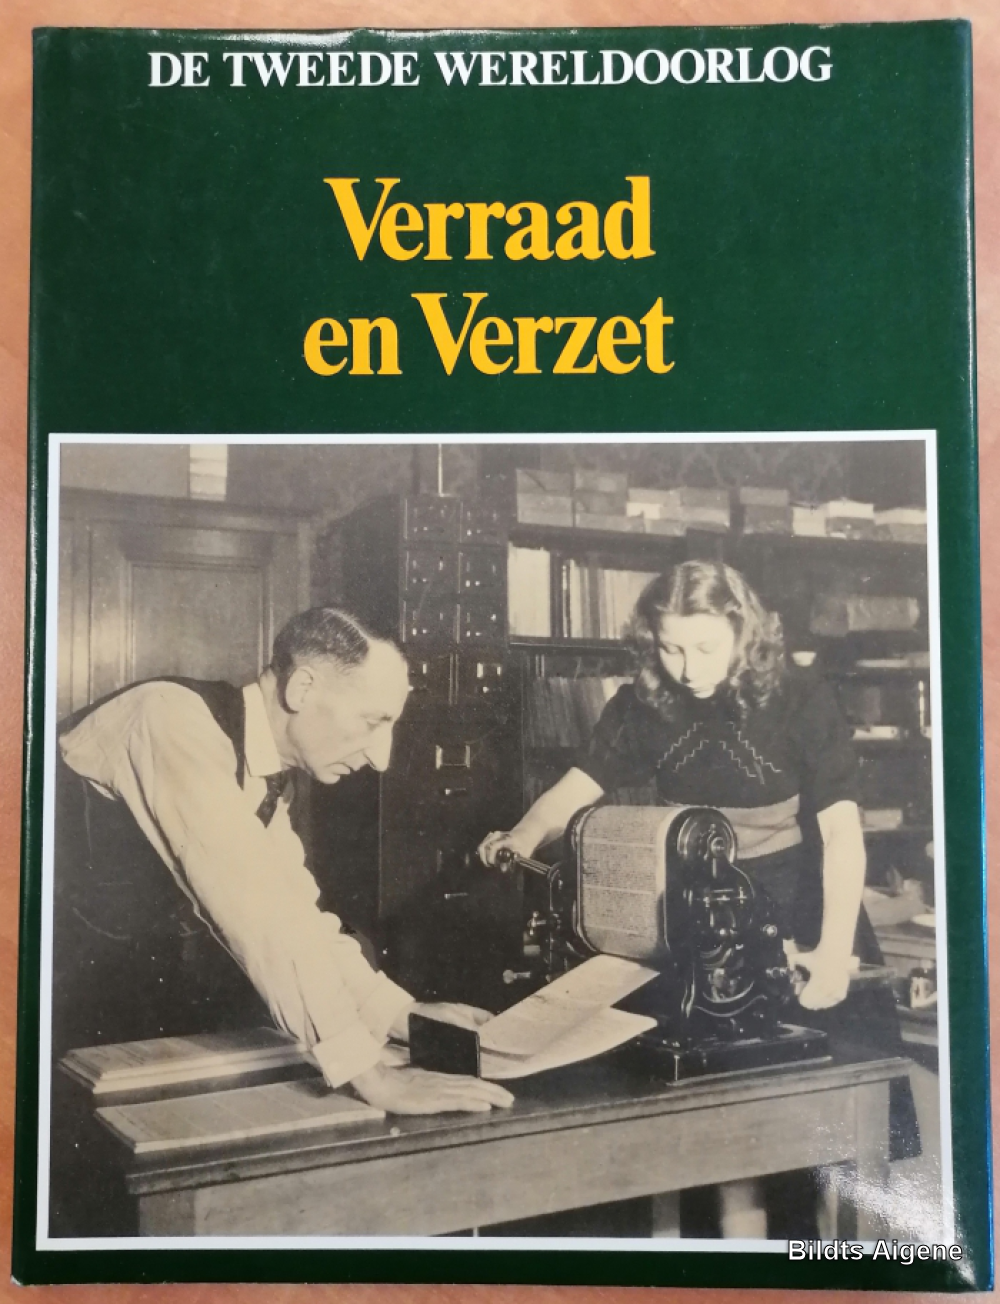 DE TWEEDE WERELDOORLOG
Verraad
en Verzet
Bildts Aigene